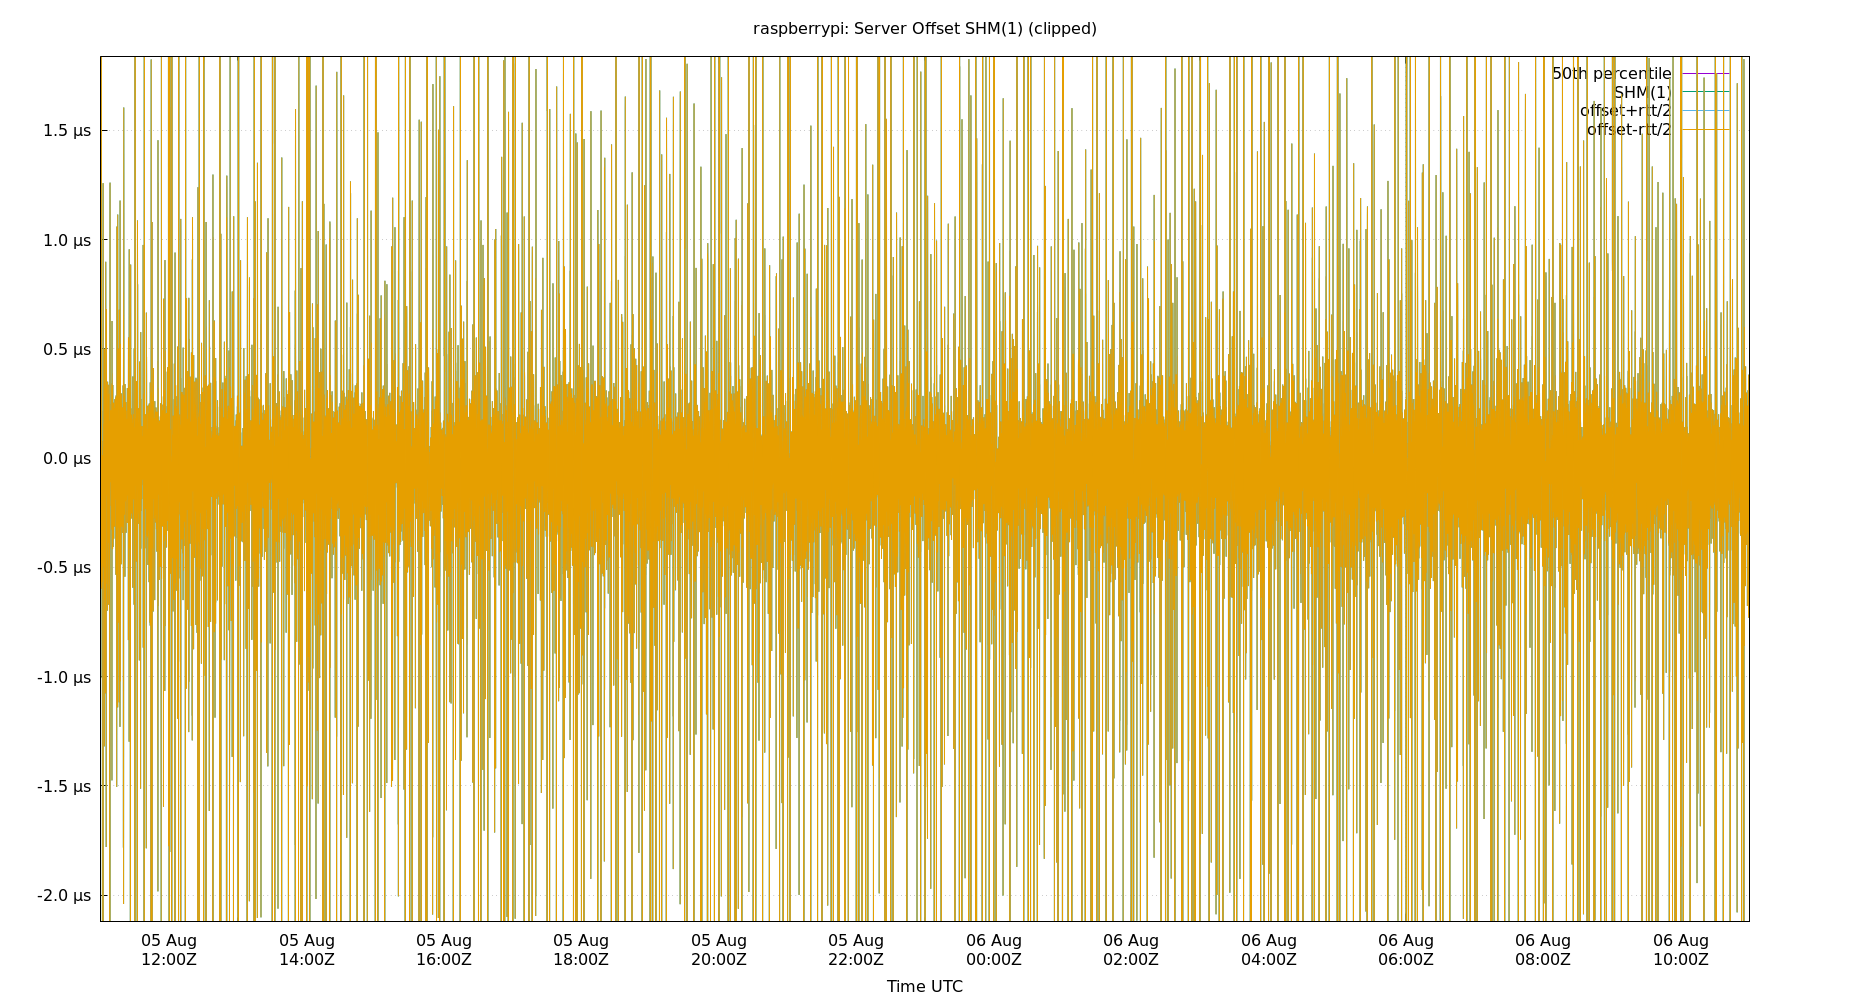 raspberrypi: Server Offset SHM(1) (clipped)
50th percentile
SHM(1)
offset+rtt/2
offset-rtt/2
1.5 µs
1.0 µs
0.5 µs
0.0 µs
-0.5 µs
-1.0 µs
-1.5 µs
-2.0 µs
05 Aug 05 Aug 05 Aug 05 Aug 05 Aug 05 Aug 06 Aug 06 Aug 06 Aug 06 Aug 06 Aug 06 Aug
12:00Z 14:00Z 16:00Z 18:00Z 20:00Z 22:00Z 00:00Z 02:00Z 04:00Z 06:00Z 08:00Z 10:00Z
Time UTC